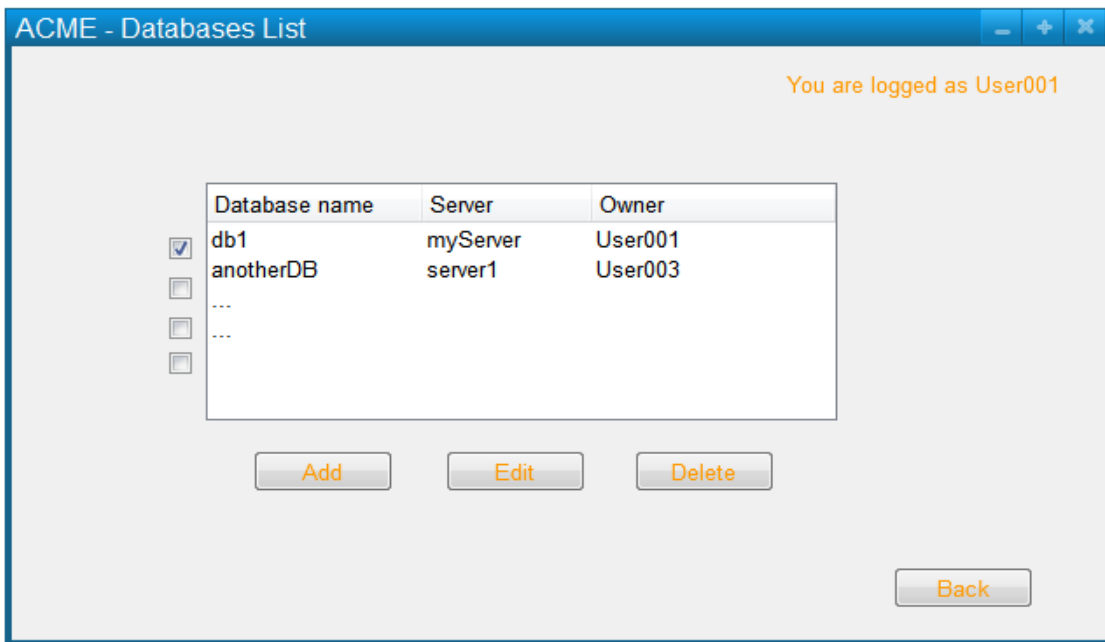 ACME - Databases List
You are logged as User001
Database name Server Owner
db1 myServer User001
anotherDB server1 User003
...
...
Add Edit Delete
Back